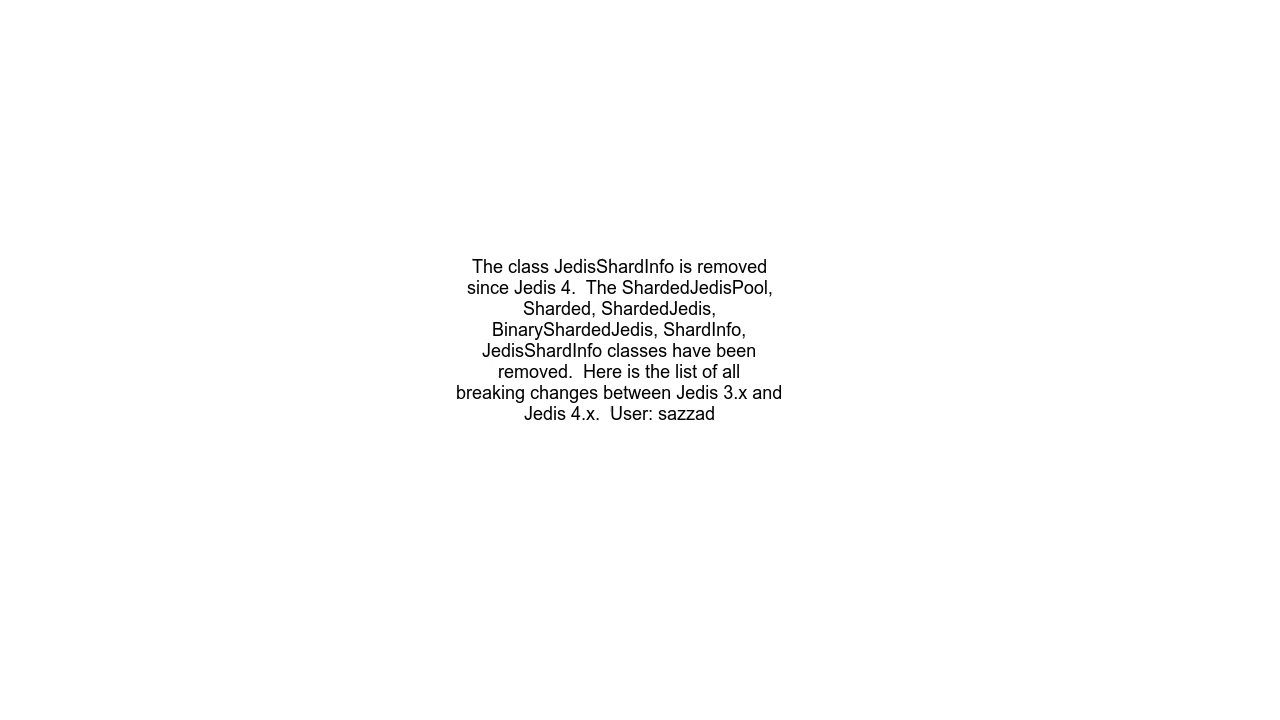 The class JedisShardInfo is removed
since Jedis 4.  The ShardedJedisPool,
Sharded, ShardedJedis,
BinaryShardedJedis, ShardInfo,
JedisShardInfo classes have been
removed.  Here is the list of all
breaking changes between Jedis 3.x and
Jedis 4.x.  User: sazzad